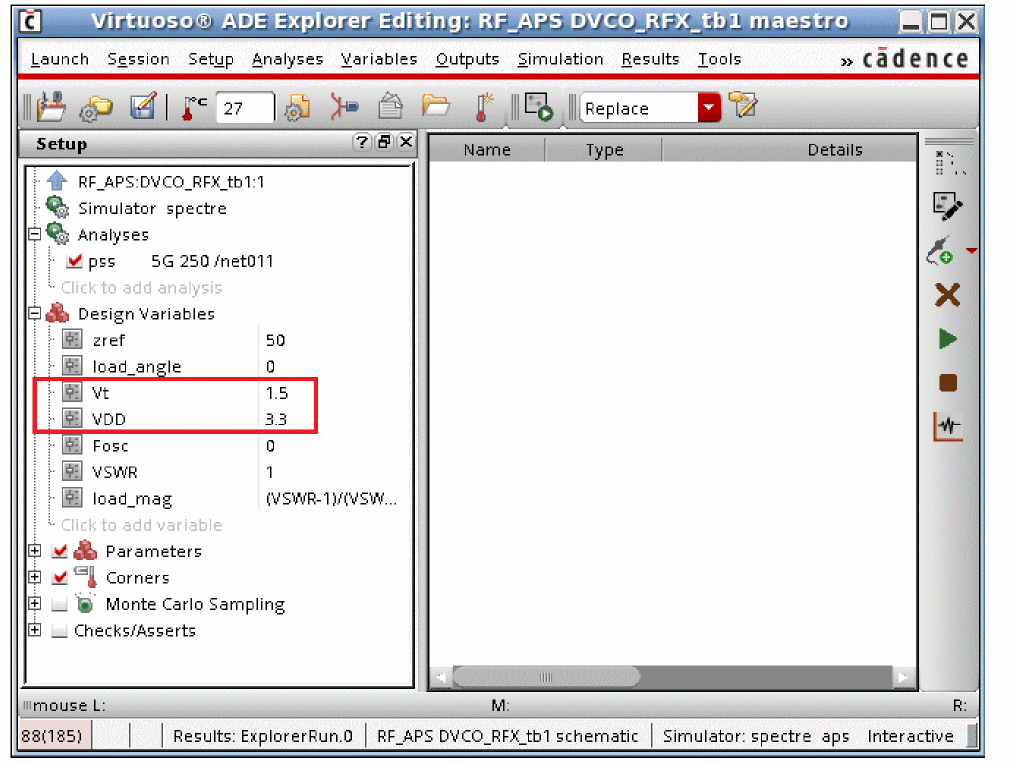 Virtuoso® ADE Explorer Editing: RF_APS DVCO_RFX_tb1 maestro
Launch Session Setup Analyses Variables Outputs Simulation Results Tools » cādence
°C 27 Replace
Setup
Name Type Details
RF_APS:DVCO_RFX_tb1:1
Simulator spectre
Analyses
pss 5G 250 /net011
Click to add analysis
Design Variables
zref 50
load_angle 0
Vt 1.5
VDD 3.3
Fosc 0
VSWR 1
load_mag (VSWR-1)/(VSW...
Click to add variable
Parameters
Corners
Monte Carlo Sampling
Checks/Asserts
mouse L: M: R:
88(185) Results: ExplorerRun.0 RF_APS DVCO_RFX_tb1 schematic Simulator: spectre aps Interactive